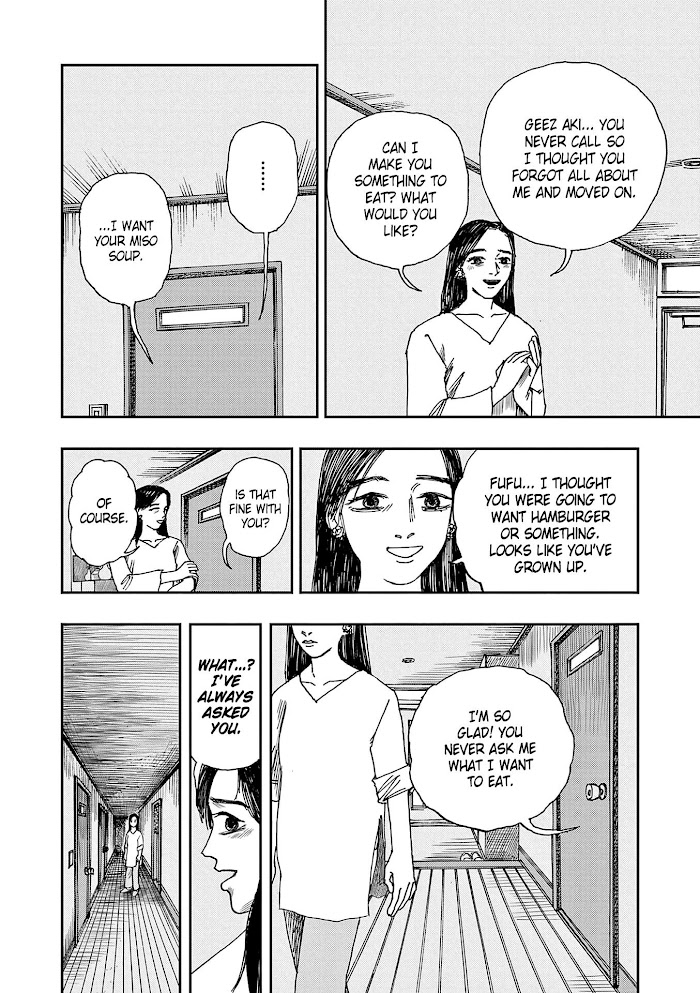 GEEZ AKI... YOU
NEVER CALL SO
I THOUGHT YOU
FORGOT ALL ABOUT
ME AND MOVED ON.
CAN I
MAKE YOU
SOMETHING TO
EAT? WHAT
WOULD YOU
LIKE?
......
...I WANT
YOUR MISO
SOUP.
FUFU... I THOUGHT
YOU WERE GOING TO
WANT HAMBURGER
OR SOMETHING.
LOOKS LIKE YOU'VE
GROWN UP.
IS THAT
FINE WITH
YOU?
OF
COURSE.
I'M SO
GLAD! YOU
NEVER ASK ME
WHAT I WANT
TO EAT.
WHAT...?
I'VE
ALWAYS
ASKED
YOU.